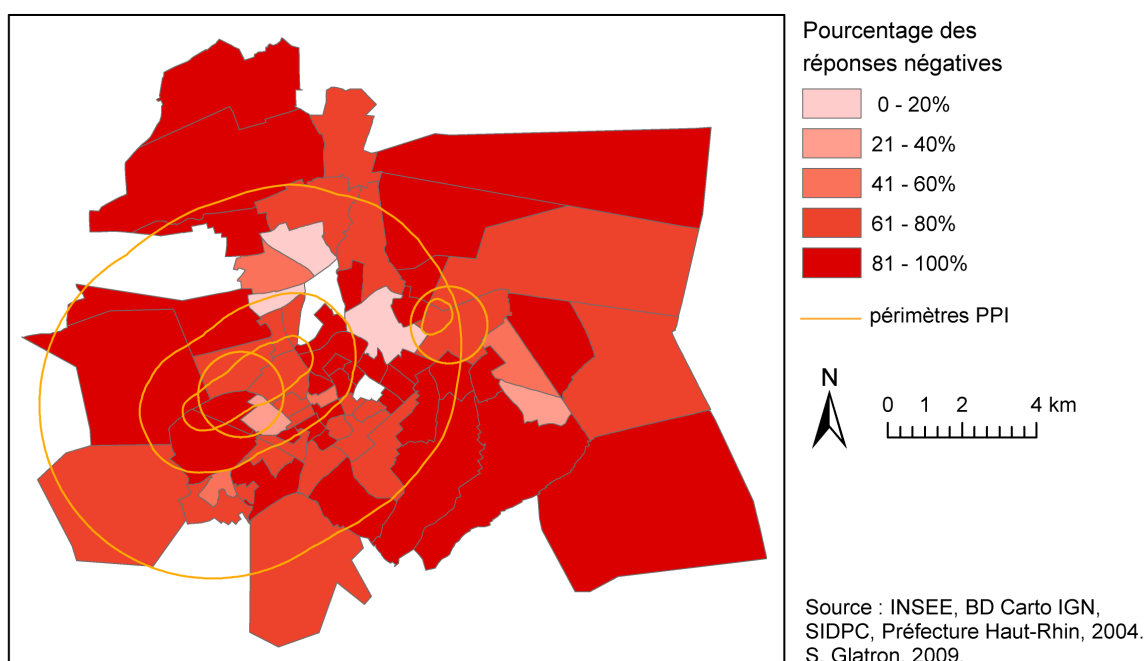 Pourcentage des
réponses négatives
0 - 20%
21 - 40%
41 - 60%
61 - 80%
81 - 100%
périmètres PPI
N
0 1 2 4 km
Source : INSEE, BD Carto IGN,
SIDPC, Préfecture Haut-Rhin, 2004.
S. Glatron, 2009.